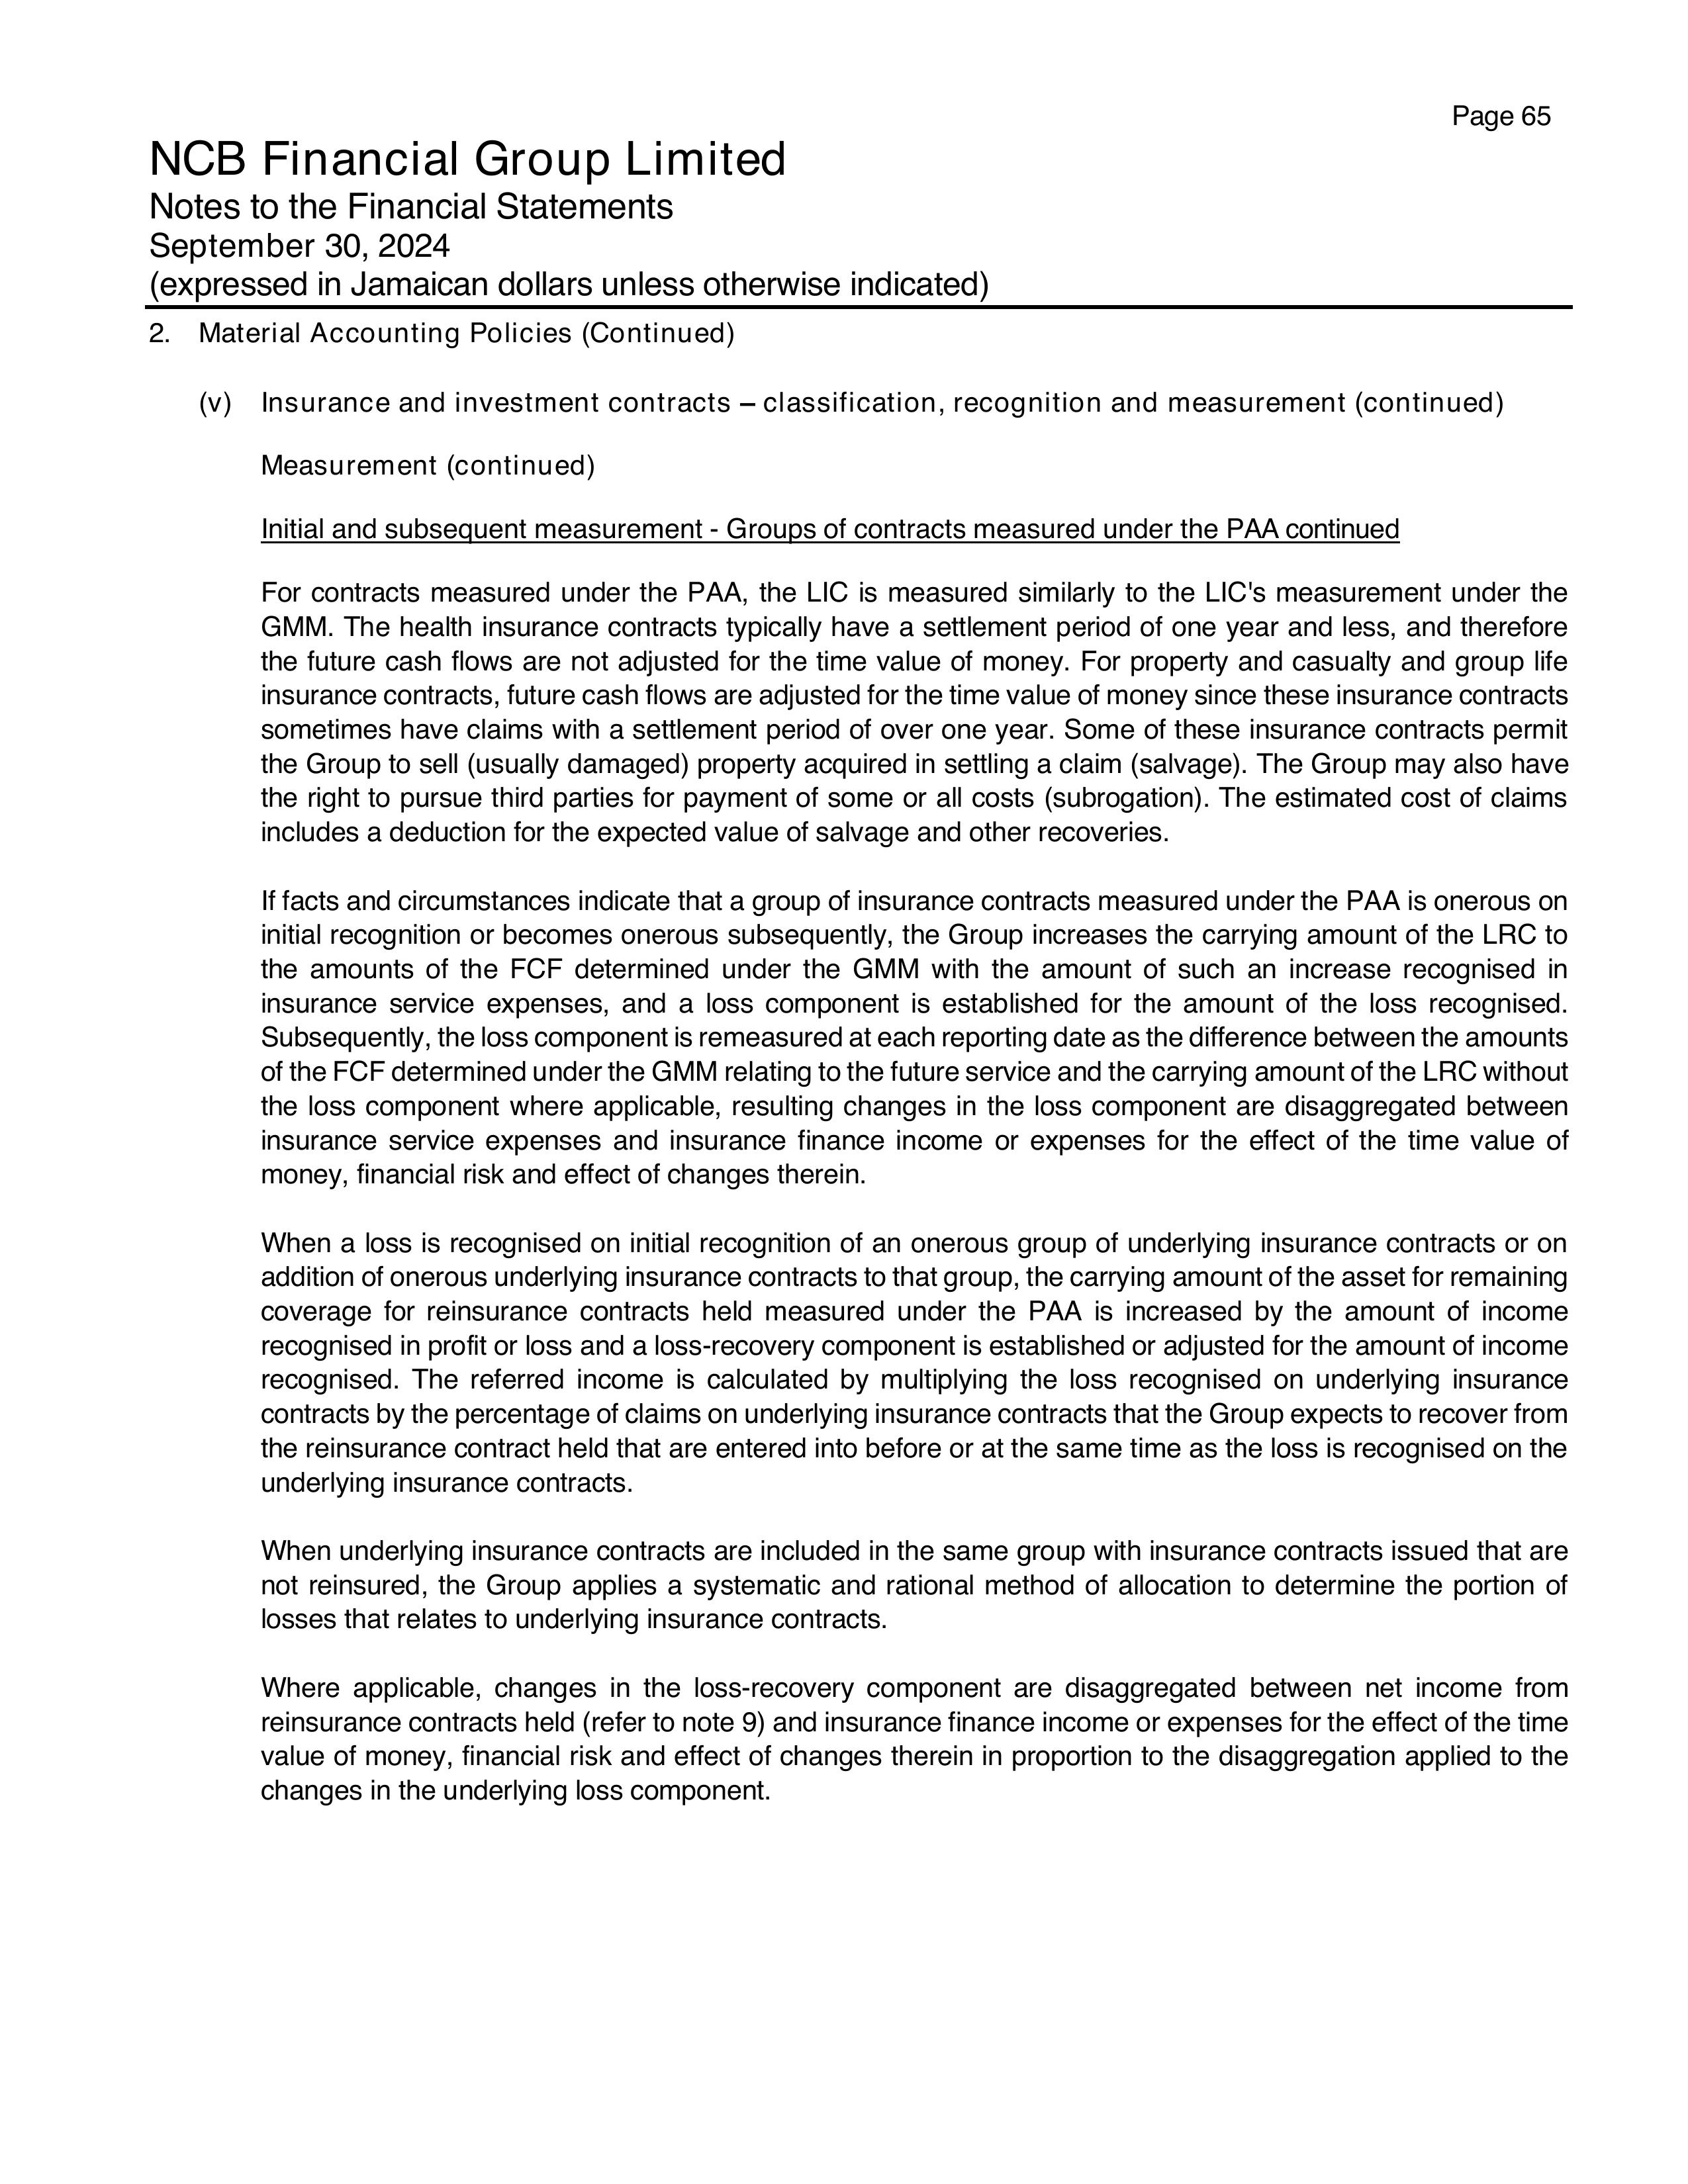 Page 65
NCB Financial Group Limited
Notes to the Financial Statements
September 30, 2024
(expressed in Jamaican dollars unless otherwise indicated)
2. Material Accounting Policies (Continued)
(v) Insurance and investment contracts – classification, recognition and measurement (continued)
Measurement (continued)
Initial and subsequent measurement - Groups of contracts measured under the PAA continued
For contracts measured under the PAA, the LIC is measured similarly to the LIC's measurement under the
GMM. The health insurance contracts typically have a settlement period of one year and less, and therefore
the future cash flows are not adjusted for the time value of money. For property and casualty and group life
insurance contracts, future cash flows are adjusted for the time value of money since these insurance contracts
sometimes have claims with a settlement period of over one year. Some of these insurance contracts permit
the Group to sell (usually damaged) property acquired in settling a claim (salvage). The Group may also have
the right to pursue third parties for payment of some or all costs (subrogation). The estimated cost of claims
includes a deduction for the expected value of salvage and other recoveries.
If facts and circumstances indicate that a group of insurance contracts measured under the PAA is onerous on
initial recognition or becomes onerous subsequently, the Group increases the carrying amount of the LRC to
the amounts of the FCF determined under the GMM with the amount of such an increase recognised in
insurance service expenses, and a loss component is established for the amount of the loss recognised.
Subsequently, the loss component is remeasured at each reporting date as the difference between the amounts
of the FCF determined under the GMM relating to the future service and the carrying amount of the LRC without
the loss component where applicable, resulting changes in the loss component are disaggregated between
insurance service expenses and insurance finance income or expenses for the effect of the time value of
money, financial risk and effect of changes therein.
When a loss is recognised on initial recognition of an onerous group of underlying insurance contracts or on
addition of onerous underlying insurance contracts to that group, the carrying amount of the asset for remaining
coverage for reinsurance contracts held measured under the PAA is increased by the amount of income
recognised in profit or loss and a loss-recovery component is established or adjusted for the amount of income
recognised. The referred income is calculated by multiplying the loss recognised on underlying insurance
contracts by the percentage of claims on underlying insurance contracts that the Group expects to recover from
the reinsurance contract held that are entered into before or at the same time as the loss is recognised on the
underlying insurance contracts.
When underlying insurance contracts are included in the same group with insurance contracts issued that are
not reinsured, the Group applies a systematic and rational method of allocation to determine the portion of
losses that relates to underlying insurance contracts.
Where applicable, changes in the loss-recovery component are disaggregated between net income from
reinsurance contracts held (refer to note 9) and insurance finance income or expenses for the effect of the time
value of money, financial risk and effect of changes therein in proportion to the disaggregation applied to the
changes in the underlying loss component.